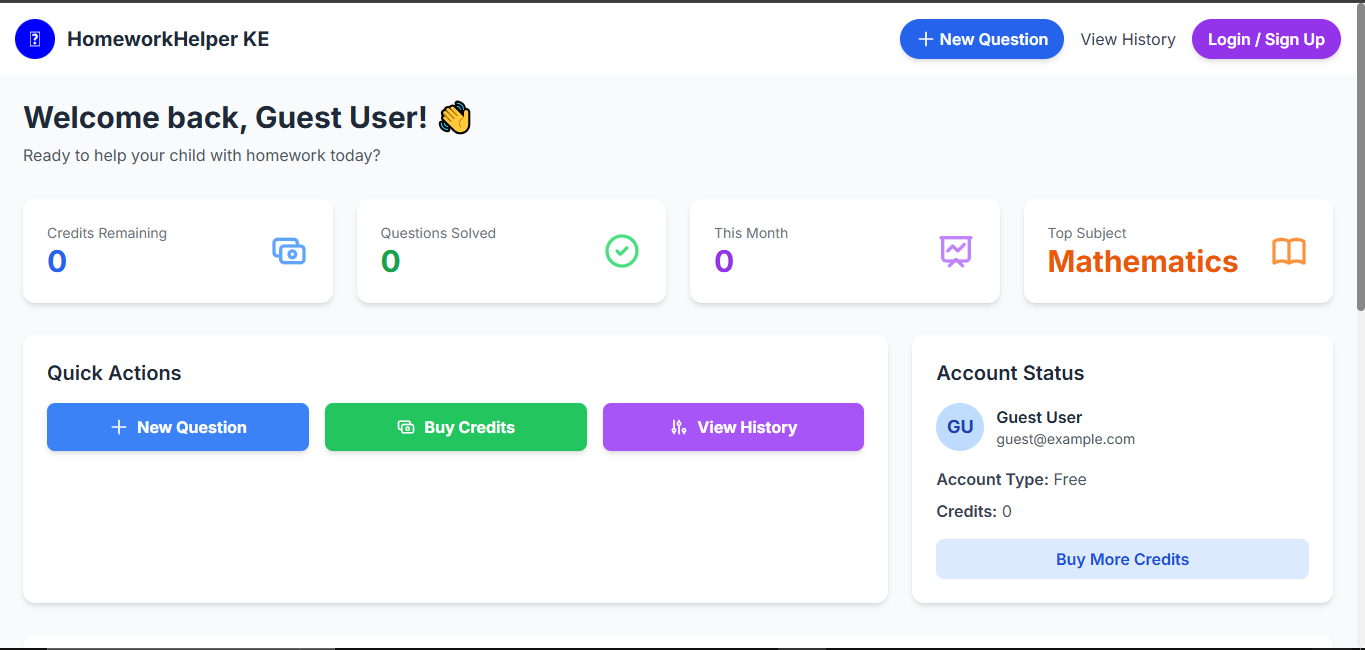 HomeworkHelper KE
+ New Question
View History
Login / Sign Up
Welcome back, Guest User! 👋
Ready to help your child with homework today?
Credits Remaining
0
Questions Solved
0
This Month
0
Top Subject
Mathematics
Quick Actions
+ New Question
Buy Credits
View History
Account Status
GU
Guest User
guest@example.com
Account Type: Free
Credits: 0
Buy More Credits